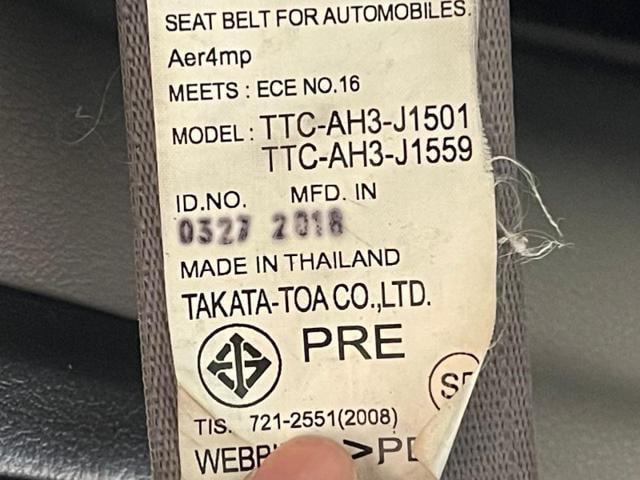 SEAT BELT FOR AUTOMOBILES.
Aer4mp
MEETS : ECE NO.16
MODEL : TTC-AH3-J1501
TTC-AH3-J1559
ID.NO. MFD. IN
0327 2018
MADE IN THAILAND
TAKATA-TOA CO.,LTD.
PRE
TIS. 721-2551(2008)